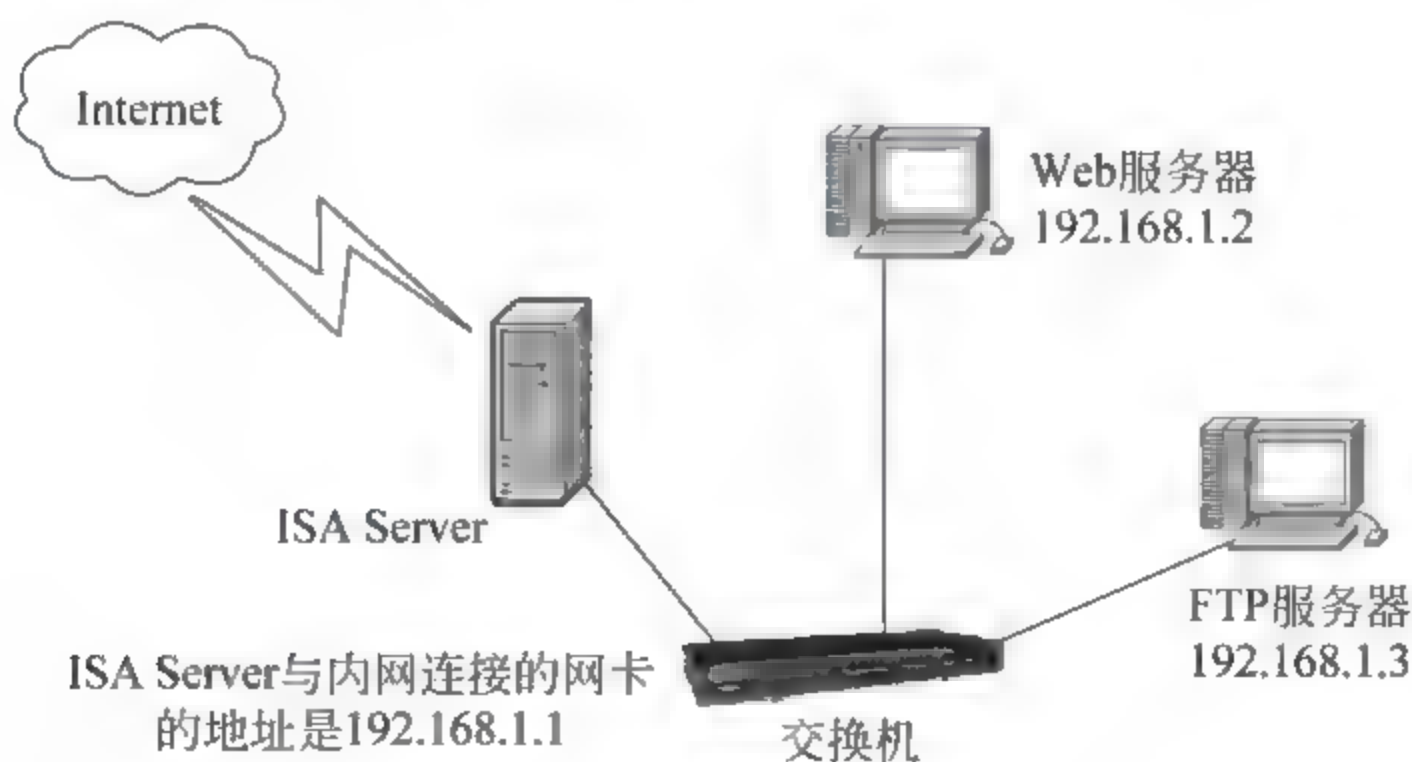 Internet
Web服务器
192.168.1.2
ISA Server
FTP服务器
192.168.1.3
ISA Server与内网连接的网卡
的地址是192.168.1.1
交换机